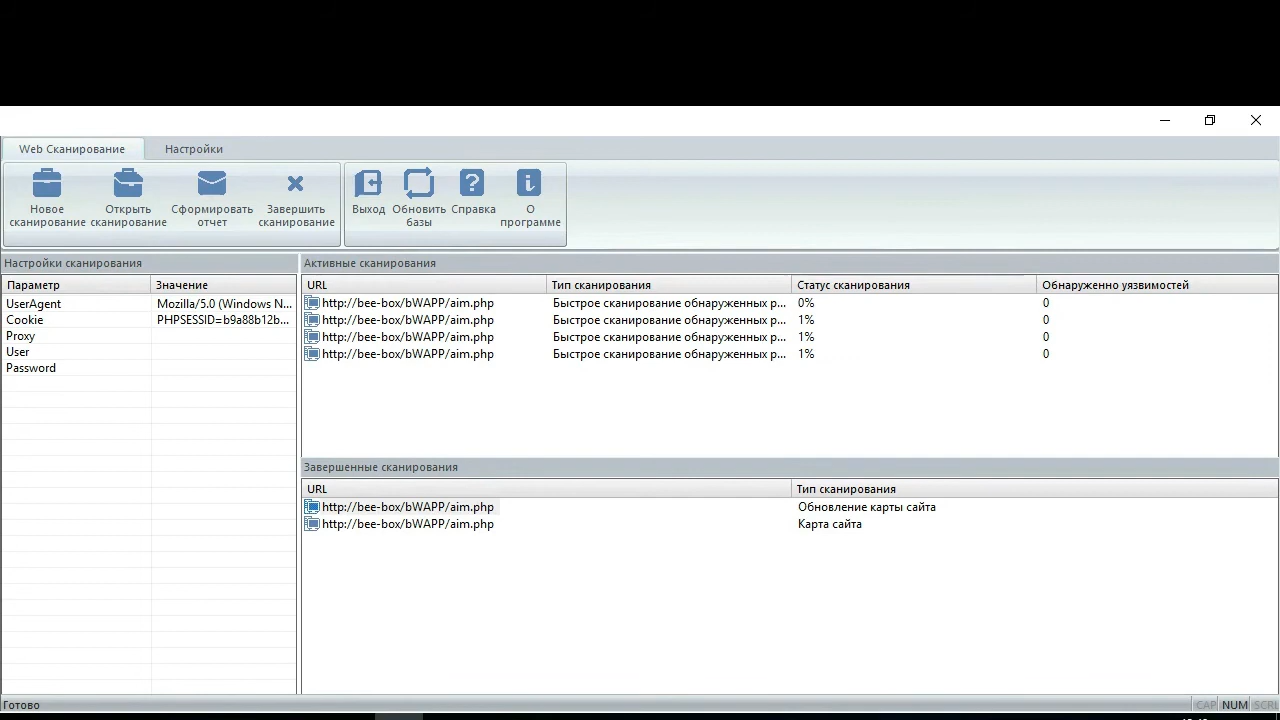 Web Сканирование Настройки
Новое сканирование Открыть сканирование Сформировать отчет Завершить сканирование Выход Обновить базы Справка О программе
Настройки сканирования
Параметр Значение
UserAgent Mozilla/5.0 (Windows N...
Cookie PHPSESSID=b9a88b12b...
Proxy
User
Password
Активные сканирования
URL Тип сканирования Статус сканирования Обнаруженно уязвимостей
http://bee-box/bWAPP/aim.php Быстрое сканирование обнаруженных р... 0% 0
http://bee-box/bWAPP/aim.php Быстрое сканирование обнаруженных р... 1% 0
http://bee-box/bWAPP/aim.php Быстрое сканирование обнаруженных р... 1% 0
http://bee-box/bWAPP/aim.php Быстрое сканирование обнаруженных р... 1% 0
Завершенные сканирования
URL Тип сканирования
http://bee-box/bWAPP/aim.php Обновление карты сайта
http://bee-box/bWAPP/aim.php Карта сайта
Готово CAP NUM SCRL